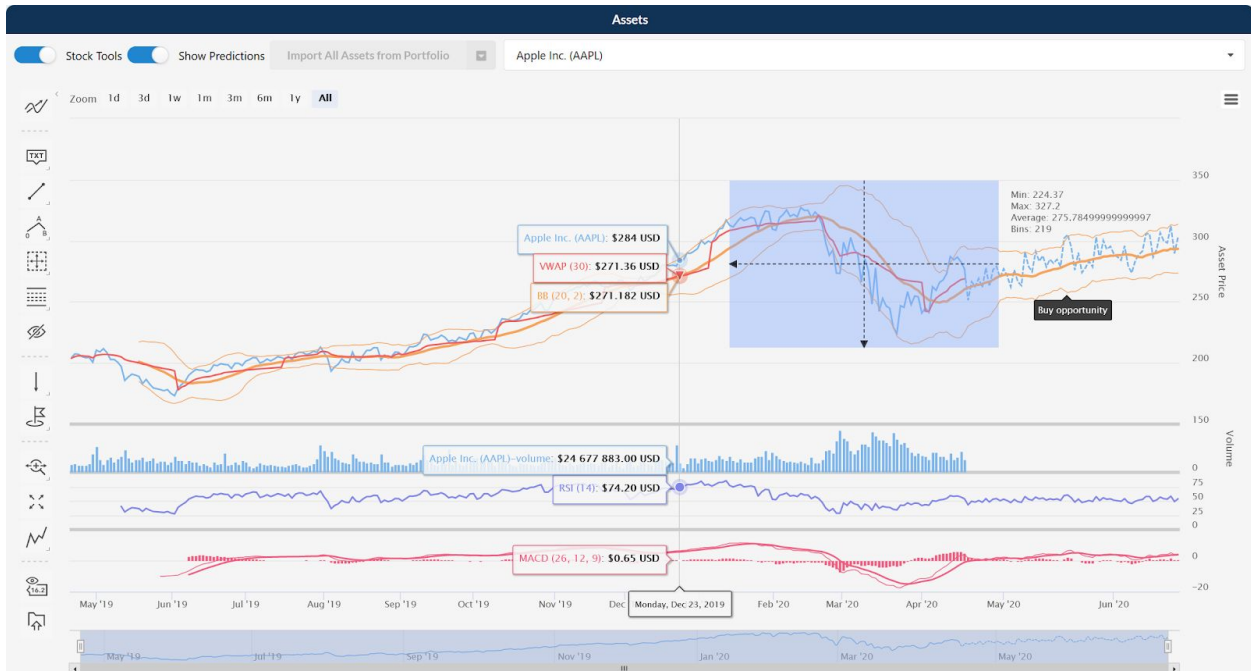 Assets
Stock Tools Show Predictions Import All Assets from Portfolio Apple Inc. (AAPL)
Zoom 1d 3d 1w 1m 3m 6m 1y All
TXT
A
B
D
16.2
350
300
250
200
150
Asset Price
Min: 224.37
Max: 327.2
Average: 275.78499999999997
Bins: 219
Apple Inc. (AAPL): $284 USD
VWAP (30): $271.36 USD
BB (20, 2): $271.182 USD
Buy opportunity
Volume
0
Apple Inc. (AAPL)-volume: $24 677 883.00 USD
75
50
25
0
RSI (14): $74.20 USD
0
-20
MACD (26, 12, 9): $0.65 USD
May '19 Jun '19 Jul '19 Aug '19 Sep '19 Oct '19 Nov '19 Dec Monday, Dec 23, 2019 Feb '20 Mar '20 Apr '20 May '20 Jun '20
May '19 Jul '19 Sep '19 Nov '19 Jan '20 Mar '20 May '20